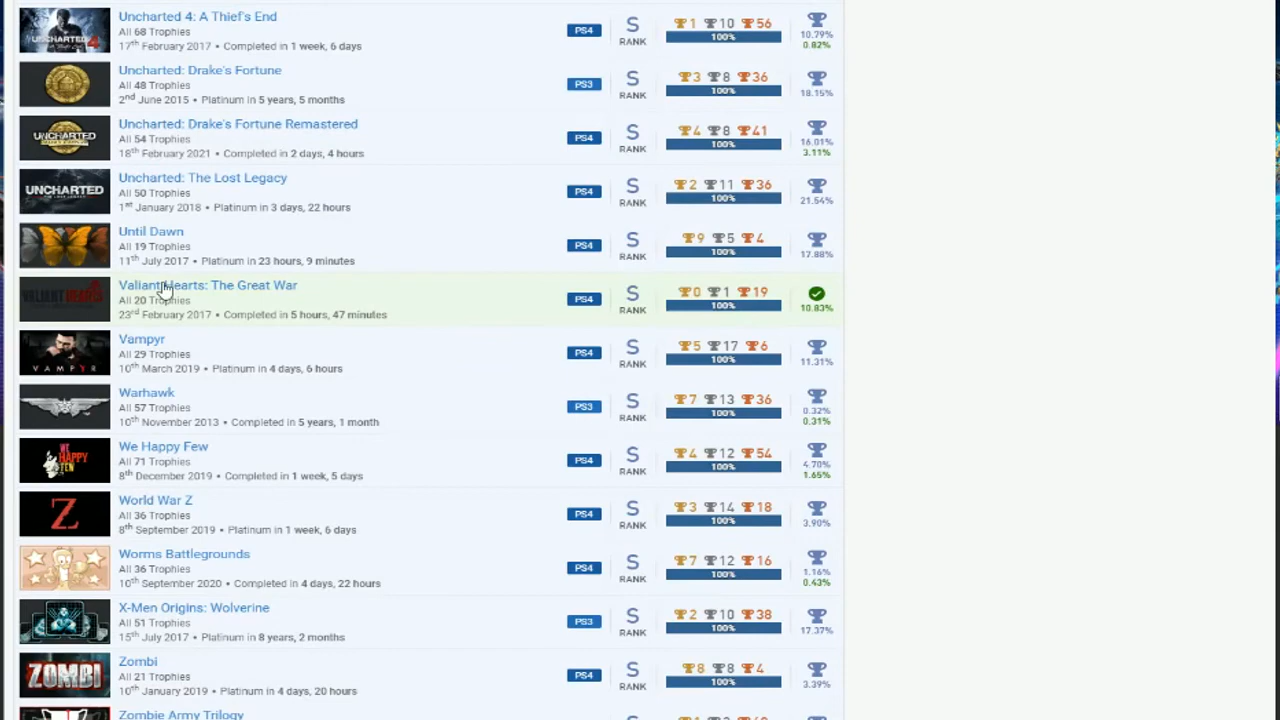 UNCHARTED 4
Uncharted 4: A Thief's End
All 68 Trophies
17th February 2017 • Completed in 1 week, 6 days
PS4
S
RANK
1 10 56
100%
10.79%
0.82%
Uncharted: Drake's Fortune
All 48 Trophies
2nd June 2015 • Platinum in 5 years, 5 months
PS3
S
RANK
3 8 36
100%
18.15%
UNCHARTED
Uncharted: Drake's Fortune Remastered
All 54 Trophies
18th February 2021 • Completed in 2 days, 4 hours
PS4
S
RANK
4 8 41
100%
16.01%
3.11%
UNCHARTED
Uncharted: The Lost Legacy
All 50 Trophies
1st January 2018 • Platinum in 3 days, 22 hours
PS4
S
RANK
2 11 36
100%
21.54%
Until Dawn
All 19 Trophies
11th July 2017 • Platinum in 23 hours, 9 minutes
PS4
S
RANK
9 5 4
100%
17.88%
VALIANT HEARTS
Valiant Hearts: The Great War
All 20 Trophies
23rd February 2017 • Completed in 5 hours, 47 minutes
PS4
S
RANK
0 1 19
100%
10.83%
VAMPYR
Vampyr
All 29 Trophies
10th March 2019 • Platinum in 4 days, 6 hours
PS4
S
RANK
5 17 6
100%
11.31%
Warhawk
All 57 Trophies
10th November 2013 • Completed in 5 years, 1 month
PS3
S
RANK
7 13 36
100%
0.32%
0.31%
WE
HAPPY
FEW
We Happy Few
All 71 Trophies
8th December 2019 • Completed in 1 week, 5 days
PS4
S
RANK
4 12 54
100%
4.70%
1.65%
Z
World War Z
All 36 Trophies
8th September 2019 • Platinum in 1 week, 6 days
PS4
S
RANK
3 14 18
100%
3.90%
Worms Battlegrounds
All 36 Trophies
10th September 2020 • Completed in 4 days, 22 hours
PS4
S
RANK
7 12 16
100%
1.16%
0.43%
X-Men Origins: Wolverine
All 51 Trophies
15th July 2017 • Platinum in 8 years, 2 months
PS3
S
RANK
2 10 38
100%
17.37%
ZOMBI
Zombi
All 21 Trophies
10th January 2019 • Platinum in 4 days, 20 hours
PS4
S
RANK
8 8 4
100%
3.39%
Zombie Army Trilogy